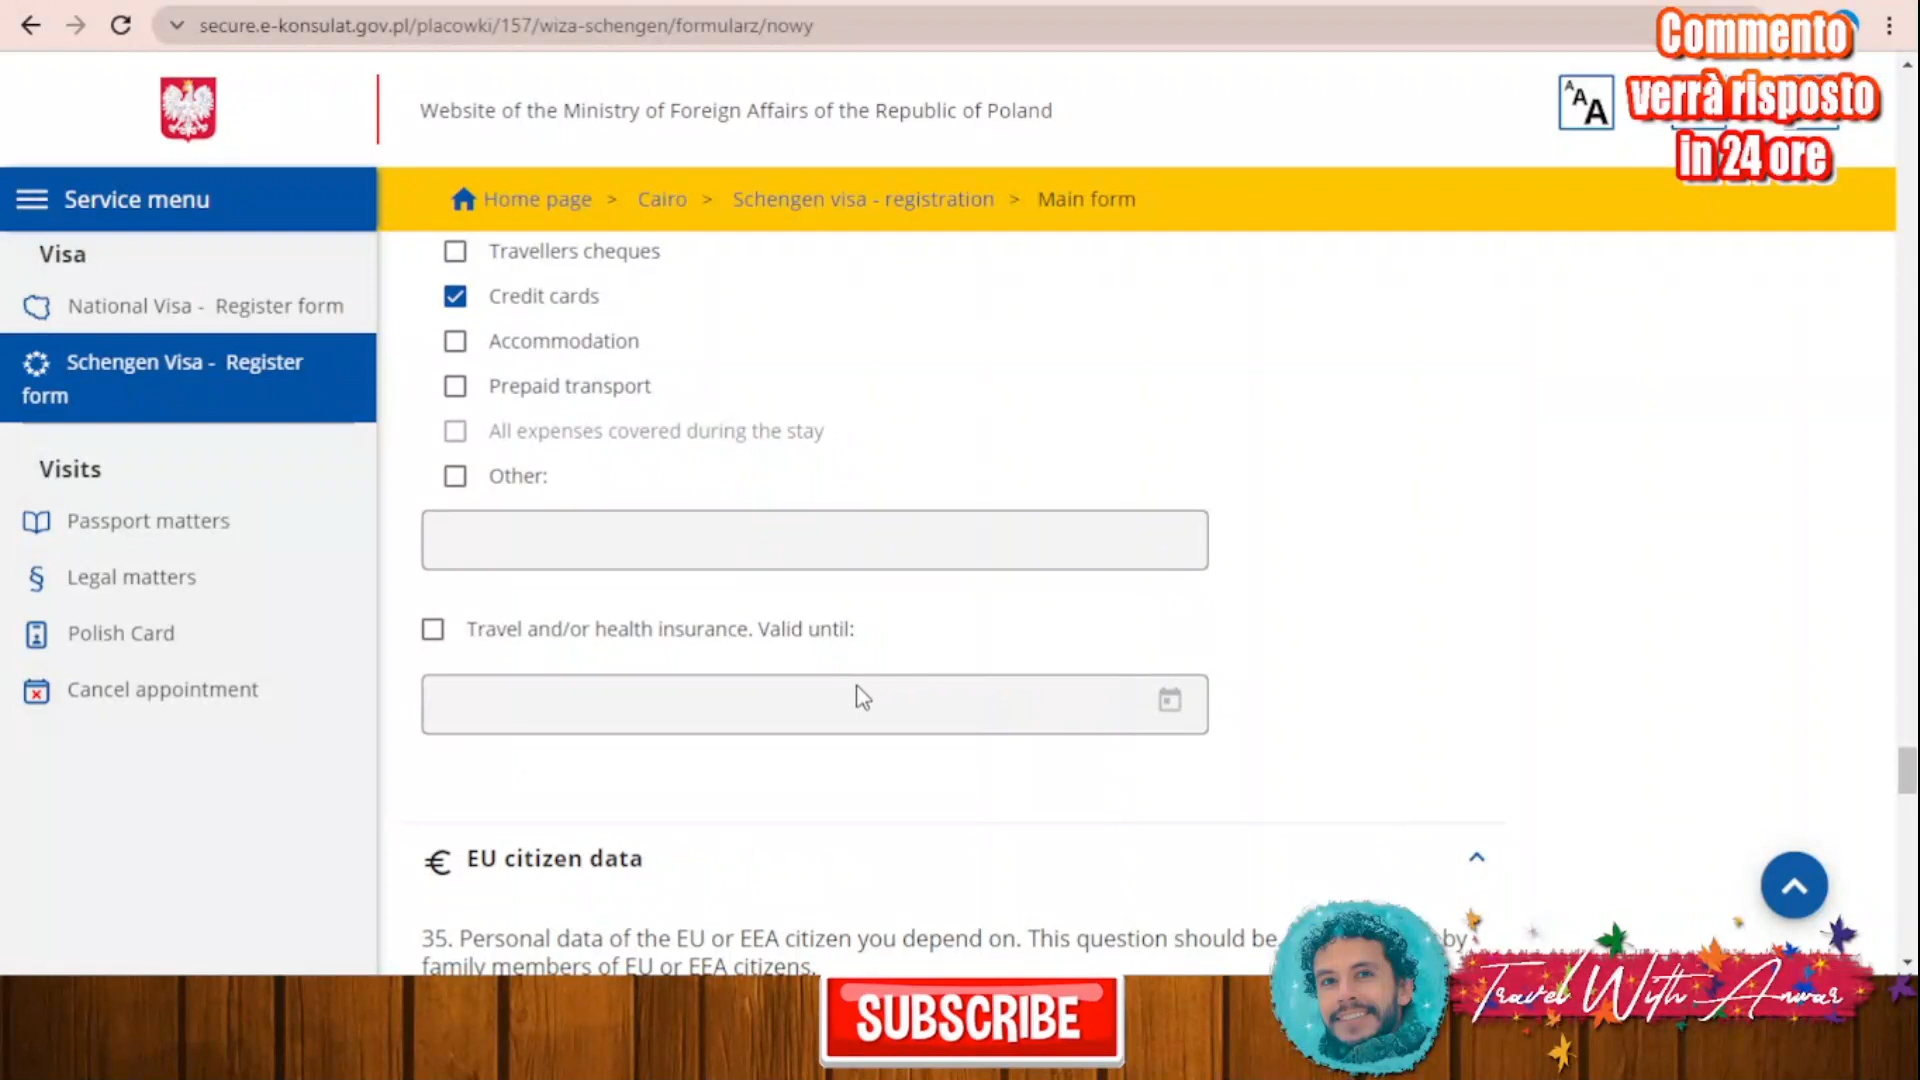 secure.e-konsulat.gov.pl/placowki/157/wiza-schengen/formularz/nowy
Commento
verrà risposto
in 24 ore
Website of the Ministry of Foreign Affairs of the Republic of Poland
AAA
Service menu
Home page > Cairo > Schengen visa - registration > Main form
Visa
National Visa - Register form
Schengen Visa - Register
form
Visits
Passport matters
§ Legal matters
Polish Card
Cancel appointment
Travellers cheques
Credit cards
Accommodation
Prepaid transport
All expenses covered during the stay
Other:
Travel and/or health insurance. Valid until:
€ EU citizen data
35. Personal data of the EU or EEA citizen you depend on. This question should be by
family members of EU or EEA citizens.
SUBSCRIBE
Travel With Anwar